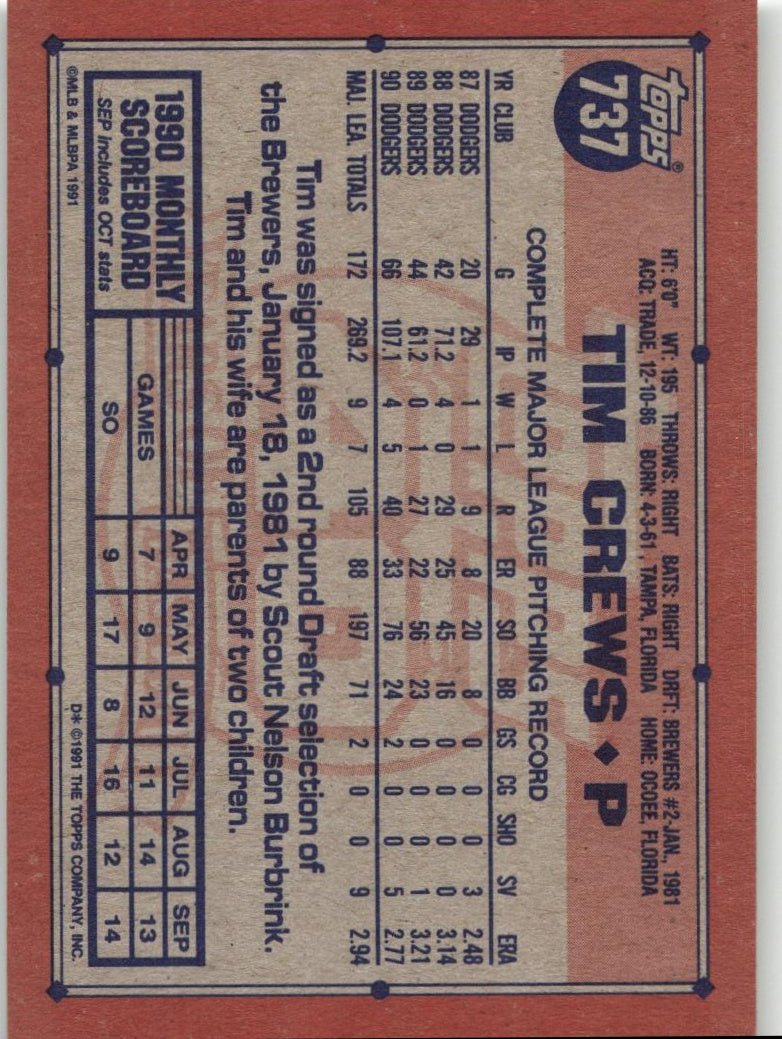 topps®
737
HT: 6'0" WT: 195 THROWS: RIGHT BATS: RIGHT DRFT: BREWERS #2-JAN., 1981
ACQ: TRADE, 12-10-86 BORN: 4-3-61, TAMPA, FLORIDA HOME: OCOEE, FLORIDA
TIM CREWS ♦ P
COMPLETE MAJOR LEAGUE PITCHING RECORD
YR CLUB G IP W L R ER SO BB GS CG SHO SV ERA
87 DODGERS 20 29 1 1 9 8 20 8 0 0 0 3 2.48
88 DODGERS 42 71.2 4 0 29 25 45 16 0 0 0 0 3.14
89 DODGERS 44 61.2 0 1 27 22 56 23 0 0 0 1 3.21
90 DODGERS 66 107.1 4 5 40 33 76 24 2 0 0 5 2.77
MAJ. LEA. TOTALS 172 269.2 9 7 105 88 197 71 2 0 0 9 2.94
Tim was signed as a 2nd round Draft selection of
the Brewers, January 18, 1981 by Scout Nelson Burbrink.
Tim and his wife are parents of two children.
1990 MONTHLY
SCOREBOARD
SEP includes OCT stats
APR MAY JUN JUL AUG SEP
GAMES 7 9 12 11 14 13
SO 9 17 8 16 12 14
©MLB & MLBPA 1991
D* ©1991 THE TOPPS COMPANY, INC.